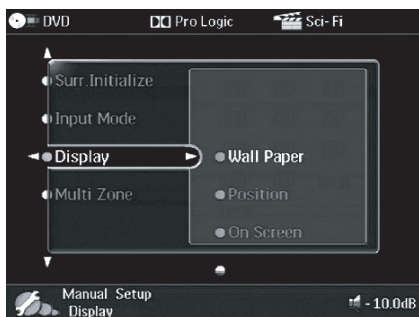 DVD Pro Logic Sci-Fi
Surr.Initialize
Input Mode
Display
Multi Zone
Wall Paper
Position
On Screen
Manual Setup
Display
-10.0dB